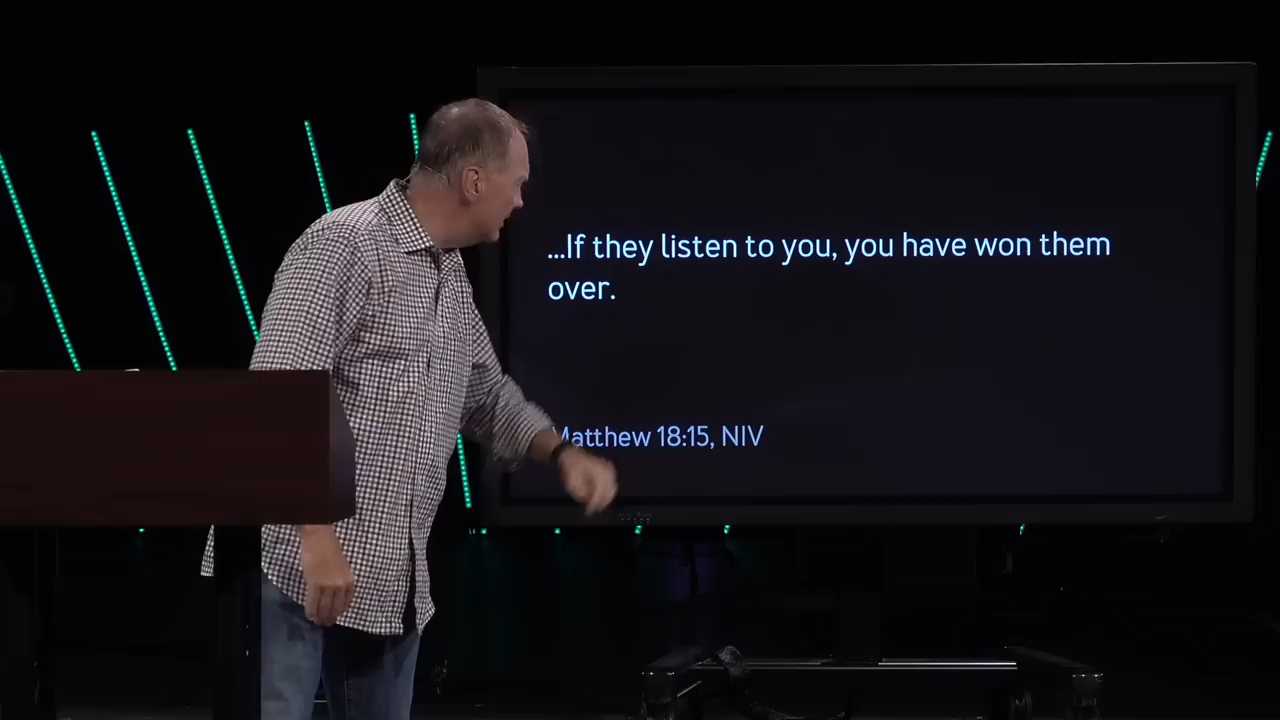 ...If they listen to you, you have won them
over.
Matthew 18:15, NIV